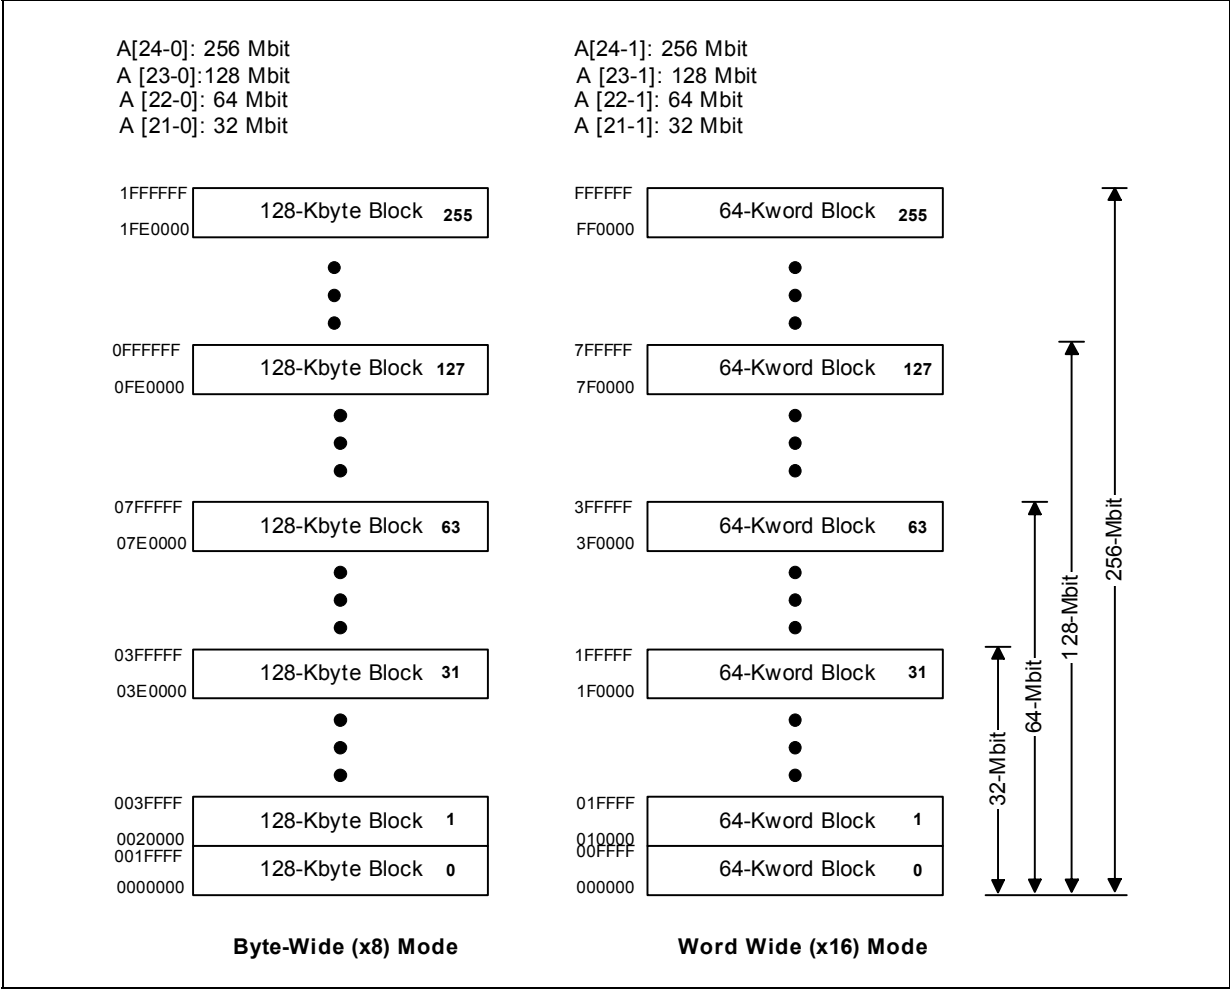 A[24-0]: 256 Mbit
A [23-0]:128 Mbit
A [22-0]: 64 Mbit
A [21-0]: 32 Mbit
A[24-1]: 256 Mbit
A [23-1]: 128 Mbit
A [22-1]: 64 Mbit
A [21-1]: 32 Mbit
1FFFFFF
128-Kbyte Block 255
1FE0000
0FFFFFF
128-Kbyte Block 127
0FE0000
07FFFFF
128-Kbyte Block 63
07E0000
03FFFFF
128-Kbyte Block 31
03E0000
003FFFF
128-Kbyte Block 1
0020000
001FFFF
128-Kbyte Block 0
0000000
Byte-Wide (x8) Mode
FFFFFF
64-Kword Block 255
FF0000
7FFFFF
64-Kword Block 127
7F0000
3FFFFF
64-Kword Block 63
3F0000
1FFFFF
64-Kword Block 31
1F0000
01FFFF
64-Kword Block 1
010000
00FFFF
64-Kword Block 0
000000
Word Wide (x16) Mode
32-Mbit
64-Mbit
128-Mbit
256-Mbit